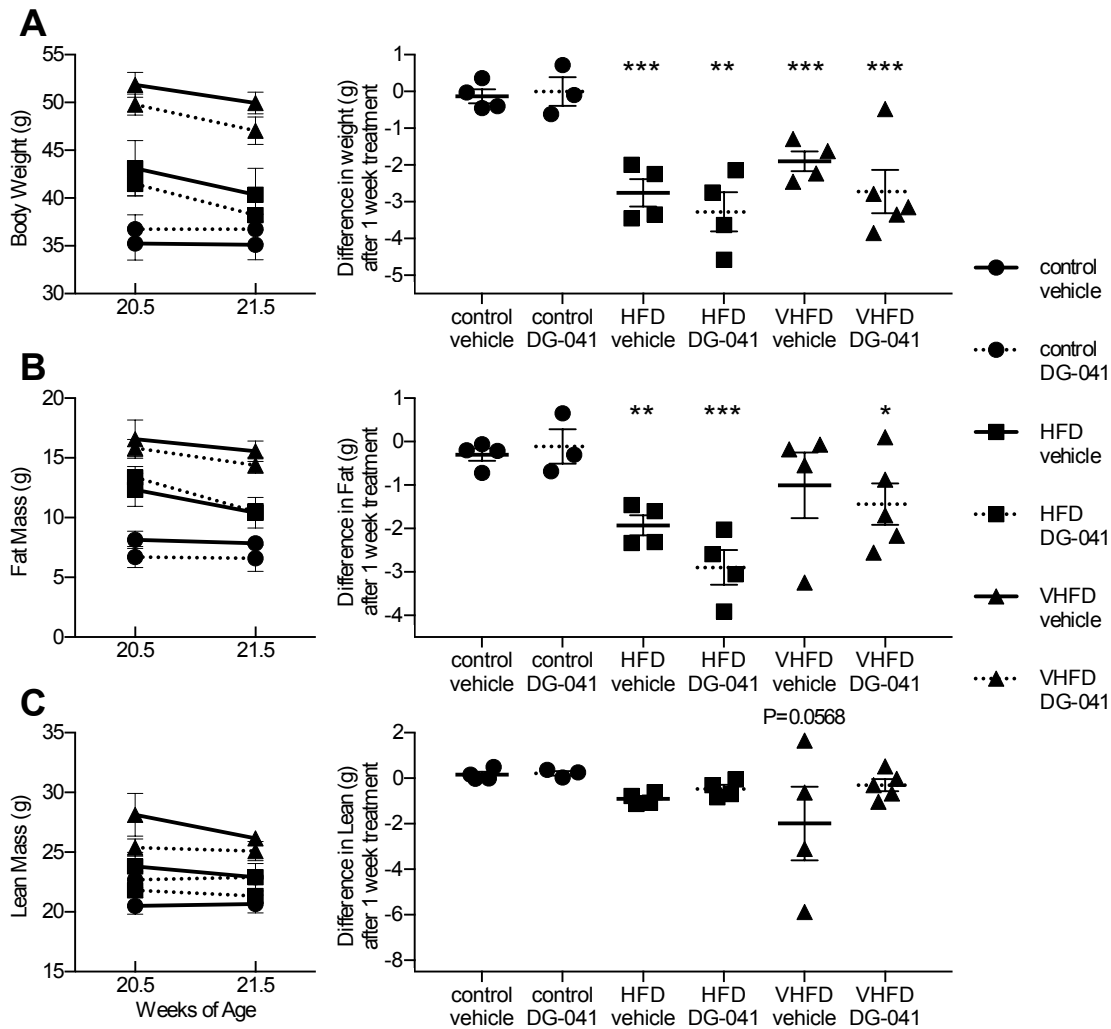 A
Body Weight (g)
55
50
45
40
35
30
20.5
21.5
Difference in weight (g)
after 1 week treatment
1
0
-1
-2
-3
-4
-5
***
**
***
***
control
vehicle
control
DG-041
HFD
vehicle
HFD
DG-041
VHFD
vehicle
VHFD
DG-041
B
Fat Mass (g)
20
15
10
5
0
20.5
21.5
Difference in Fat (g)
after 1 week treatment
1
0
-1
-2
-3
-4
**
***
*
control
vehicle
control
DG-041
HFD
vehicle
HFD
DG-041
VHFD
vehicle
VHFD
DG-041
C
Lean Mass (g)
35
30
25
20
15
20.5
21.5
Weeks of Age
Difference in Lean (g)
after 1 week treatment
2
0
-2
-4
-6
-8
P=0.0568
control
vehicle
control
DG-041
HFD
vehicle
HFD
DG-041
VHFD
vehicle
VHFD
DG-041
control
vehicle
control
DG-041
HFD
vehicle
HFD
DG-041
VHFD
vehicle
VHFD
DG-041